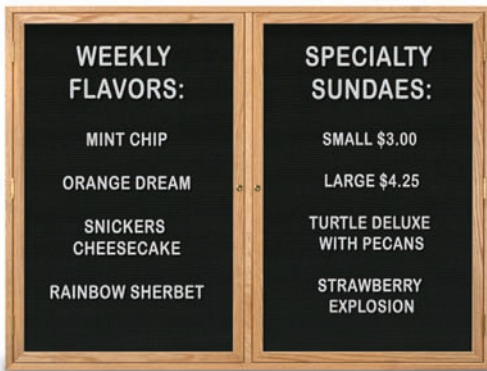 WEEKLY
FLAVORS:
MINT CHIP
ORANGE DREAM
SNICKERS
CHEESECAKE
RAINBOW SHERBET
SPECIALTY
SUNDAES:
SMALL $3.00
LARGE $4.25
TURTLE DELUXE
WITH PECANS
STRAWBERRY
EXPLOSION